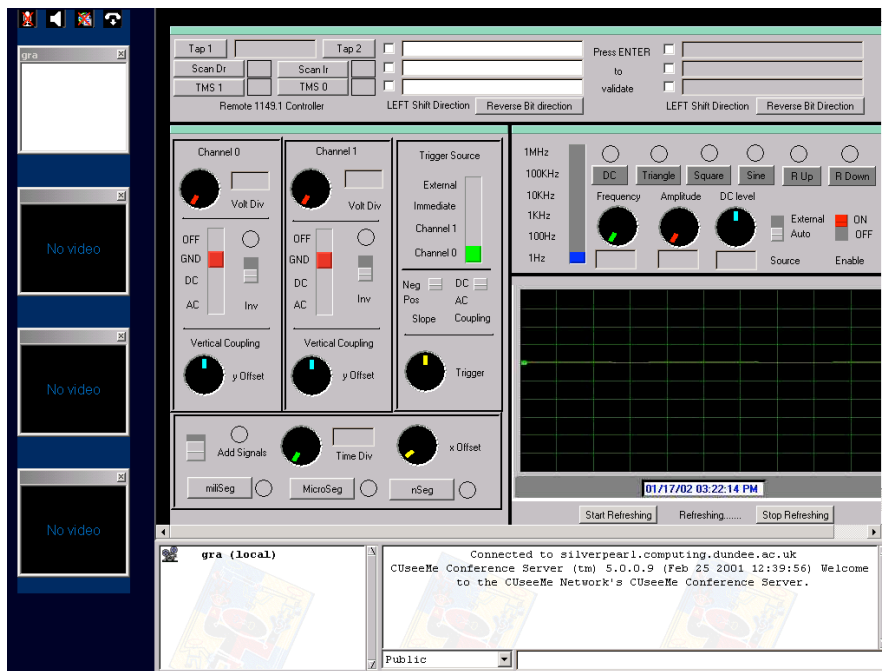 gra
No video
No video
No video
Tap 1
Tap 2
Scan Dr
Scan Ir
TMS 1
TMS 0
Remote 1149.1 Controller
LEFT Shift Direction
Reverse Bit direction
Press ENTER
to
validate
LEFT Shift Direction
Reverse Bit Direction
Channel 0
Volt Div
OFF
GND
DC
AC
Inv
Vertical Coupling
y Offset
Channel 1
Volt Div
OFF
GND
DC
AC
Inv
Vertical Coupling
y Offset
Trigger Source
External
Immediate
Channel 1
Channel 0
Neg
Pos
Slope
DC
AC
Coupling
Trigger
Add Signals
Time Div
x Offset
miliSeg
MicroSeg
nSeg
1MHz
100KHz
10KHz
1KHz
100Hz
1Hz
DC
Triangle
Square
Sine
R Up
R Down
Frequency
Amplitude
DC level
External
Auto
Source
ON
OFF
Enable
01/17/02 03:22:14 PM
Start Refreshing
Refreshing.......
Stop Refreshing
gra (local)
Connected to silverpearl.computing.dundee.ac.uk
CUseeMe Conference Server (tm) 5.0.0.9 (Feb 25 2001 12:39:56) Welcome
to the CUseeMe Network's CUseeMe Conference Server.
Public